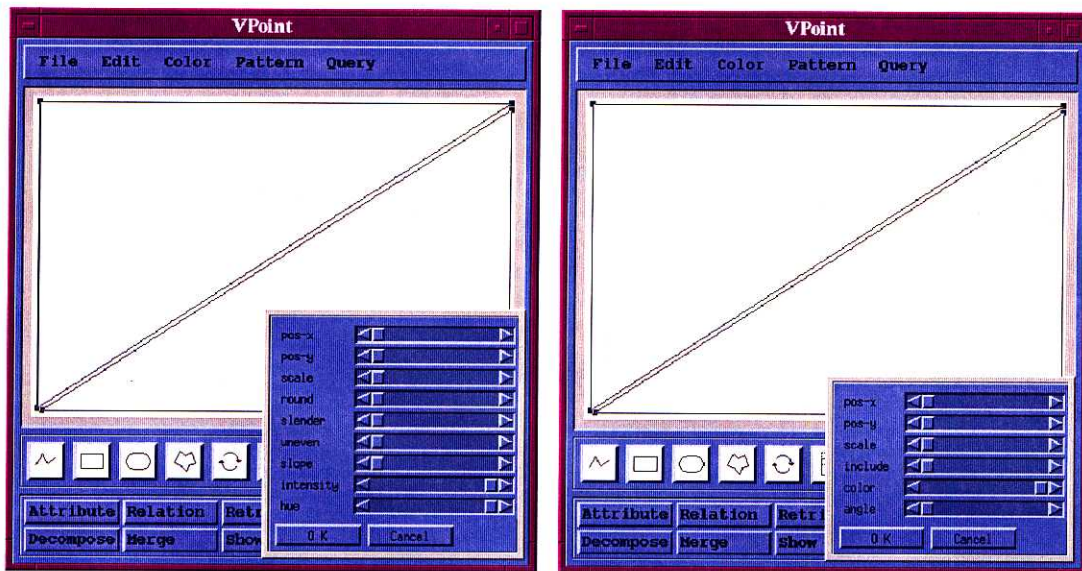 VPoint
File Edit Color Pattern Query
pos-x
pos-y
scale
round
slender
uneven
slope
intensity
hue
Attribute Relation
Decompose Merge Show
O K Cancel
VPoint
File Edit Color Pattern Query
pos-x
pos-y
scale
include
color
angle
Attribute Relation
Decompose Merge Show
O K Cancel